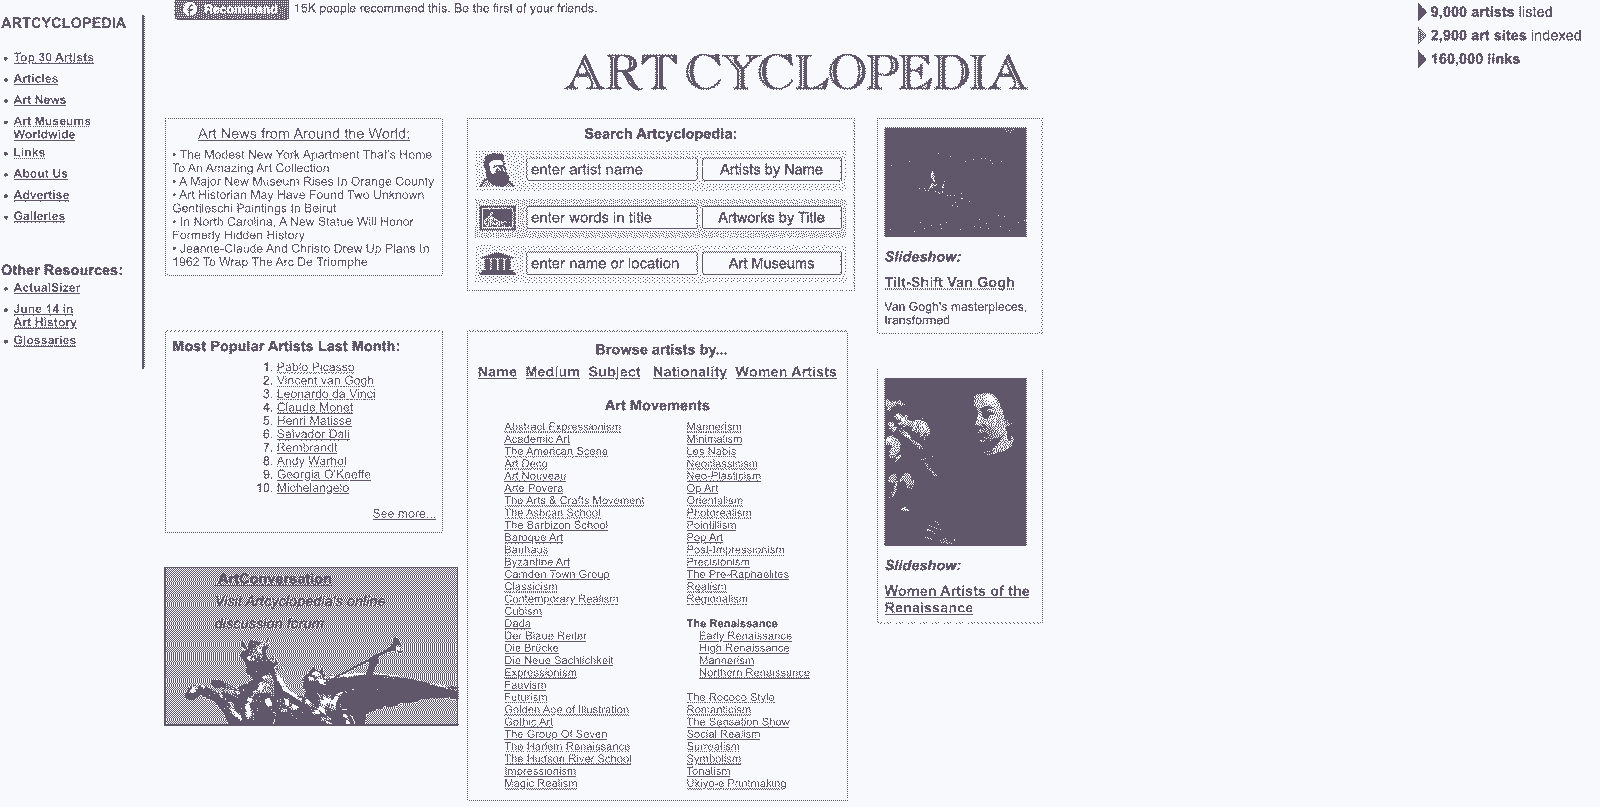 ARTCYCLOPEDIA
• Top 30 Artists
• Articles
• Art News
• Art Museums
Worldwide
• Links
• About Us
• Advertise
• Galleries
Other Resources:
• ActualSizer
• June 14 in
Art History
• Glossaries
Recommend 15K people recommend this. Be the first of your friends.
ARTCYCLOPEDIA
9,000 artists listed
2,900 art sites indexed
160,000 links
Art News from Around the World:
• The Modest New York Apartment That's Home
To An Amazing Art Collection
• A Major New Museum Rises In Orange County
• Art Historian May Have Found Two Unknown
Gentileschi Paintings In Beirut
• In North Carolina, A New Statue Will Honor
Formerly Hidden History
• Jeanne-Claude And Christo Drew Up Plans In
1962 To Wrap The Arc De Triomphe
Search Artcyclopedia:
enter artist name Artists by Name
enter words in title Artworks by Title
enter name or location Art Museums
Slideshow:
Tilt-Shift Van Gogh
Van Gogh's masterpieces,
transformed
Most Popular Artists Last Month:
1. Pablo Picasso
2. Vincent van Gogh
3. Leonardo da Vinci
4. Claude Monet
5. Henri Matisse
6. Salvador Dali
7. Rembrandt
8. Andy Warhol
9. Georgia O'Keeffe
10. Michelangelo
See more...
ArtConversation
Visit Artcyclopedia's online
discussion forum
Browse artists by...
Name Medium Subject Nationality Women Artists
Art Movements
Abstract Expressionism
Academic Art
The American Scene
Art Deco
Art Nouveau
Arte Povera
The Arts & Crafts Movement
The Ashcan School
The Barbizon School
Baroque Art
Bauhaus
Byzantine Art
Camden Town Group
Classicism
Contemporary Realism
Cubism
Dada
Der Blaue Reiter
Die Brücke
Die Neue Sachlichkeit
Expressionism
Fauvism
Futurism
Golden Age of Illustration
Gothic Art
The Group Of Seven
The Harlem Renaissance
The Hudson River School
Impressionism
Magic Realism
Mannerism
Minimalism
Les Nabis
Neoclassicism
Neo-Plasticism
Op Art
Orientalism
Photorealism
Pointillism
Pop Art
Post-Impressionism
Precisionism
The Pre-Raphaelites
Realism
Regionalism
The Renaissance
Early Renaissance
High Renaissance
Mannerism
Northern Renaissance
The Rococo Style
Romanticism
The Sensation Show
Social Realism
Surrealism
Symbolism
Tonalism
Ukiyo-e Printmaking
Slideshow:
Women Artists of the
Renaissance